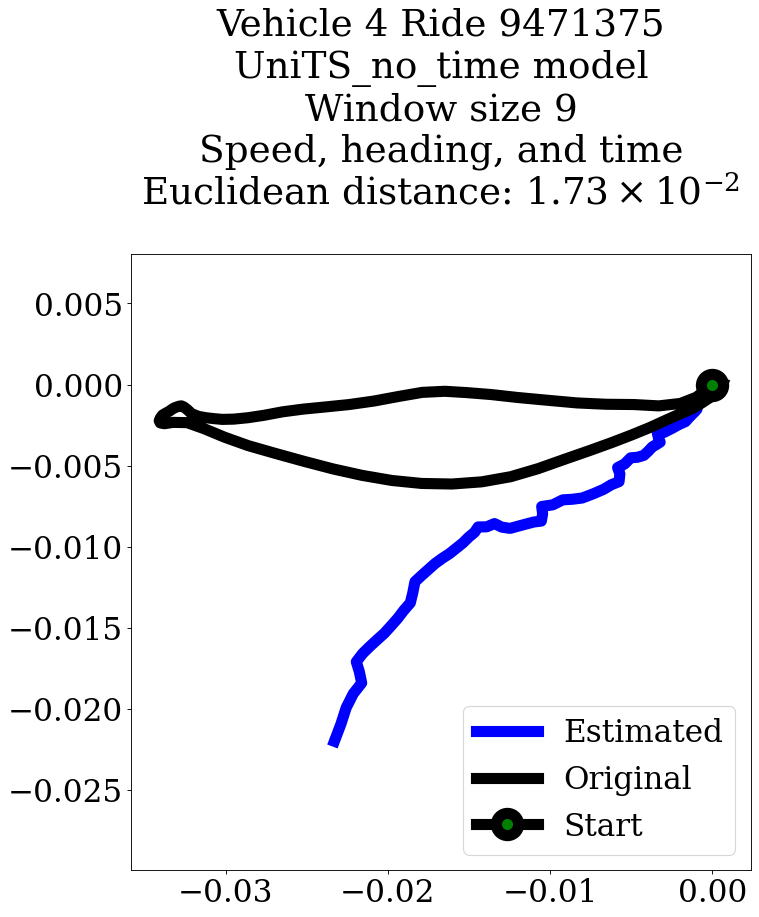 Vehicle 4 Ride 9471375
UniTS_no_time model
Window size 9
Speed, heading, and time
Euclidean distance: 1.73 × 10⁻²
0.005
0.000
−0.005
−0.010
−0.015
−0.020
−0.025
Estimated
Original
Start
−0.03 −0.02 −0.01 0.00